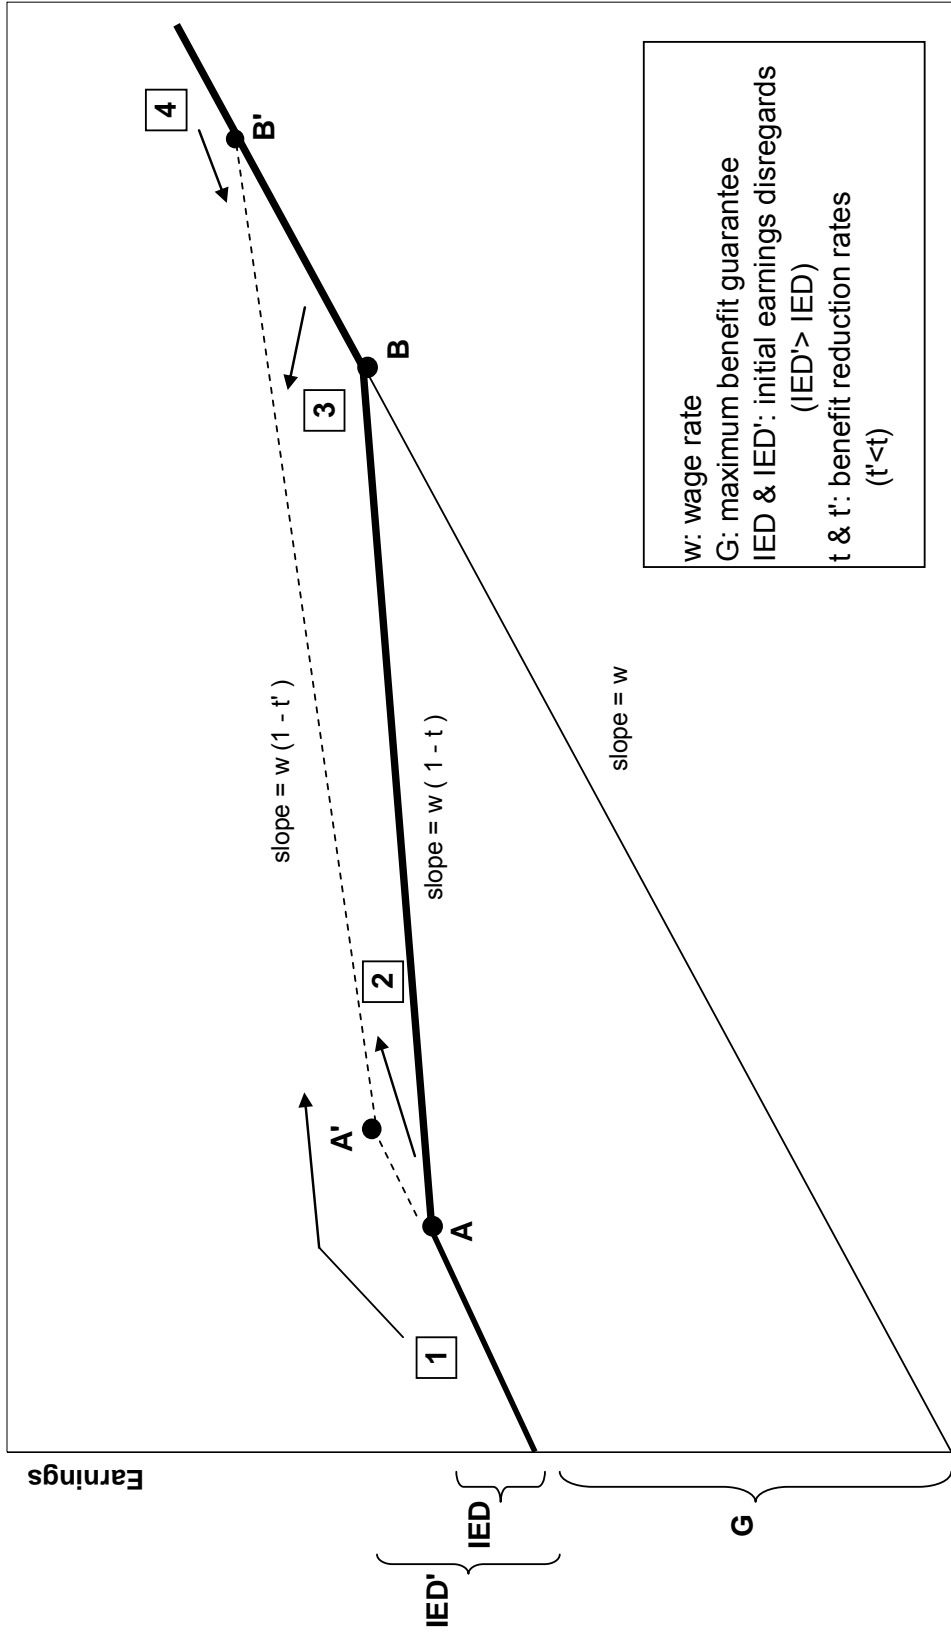 Earnings
IED'
IED
G
1
2
3
4
A
A'
B
B'
slope = w (1 - t' )
slope = w ( 1 - t )
slope = w
w: wage rate
G: maximum benefit guarantee
IED & IED': initial earnings disregards
(IED'> IED)
t & t': benefit reduction rates
(t'<t)